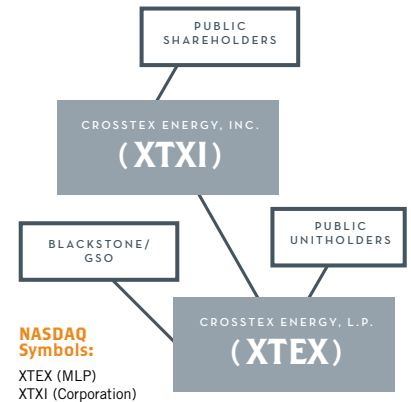 PUBLIC
SHAREHOLDERS
CROSSTEX ENERGY, INC.
(XTXI)
BLACKSTONE/
GSO
PUBLIC
UNITHOLDERS
CROSSTEX ENERGY, L.P.
(XTEX)
NASDAQ
Symbols:
XTEX (MLP)
XTXI (Corporation)